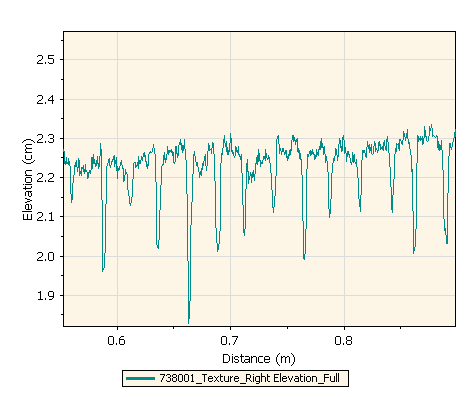 2.5
2.4
2.3
2.2
2.1
2.0
1.9
Elevation (cm)
0.6 0.7 0.8
Distance (m)
738001_Texture_Right Elevation_Full